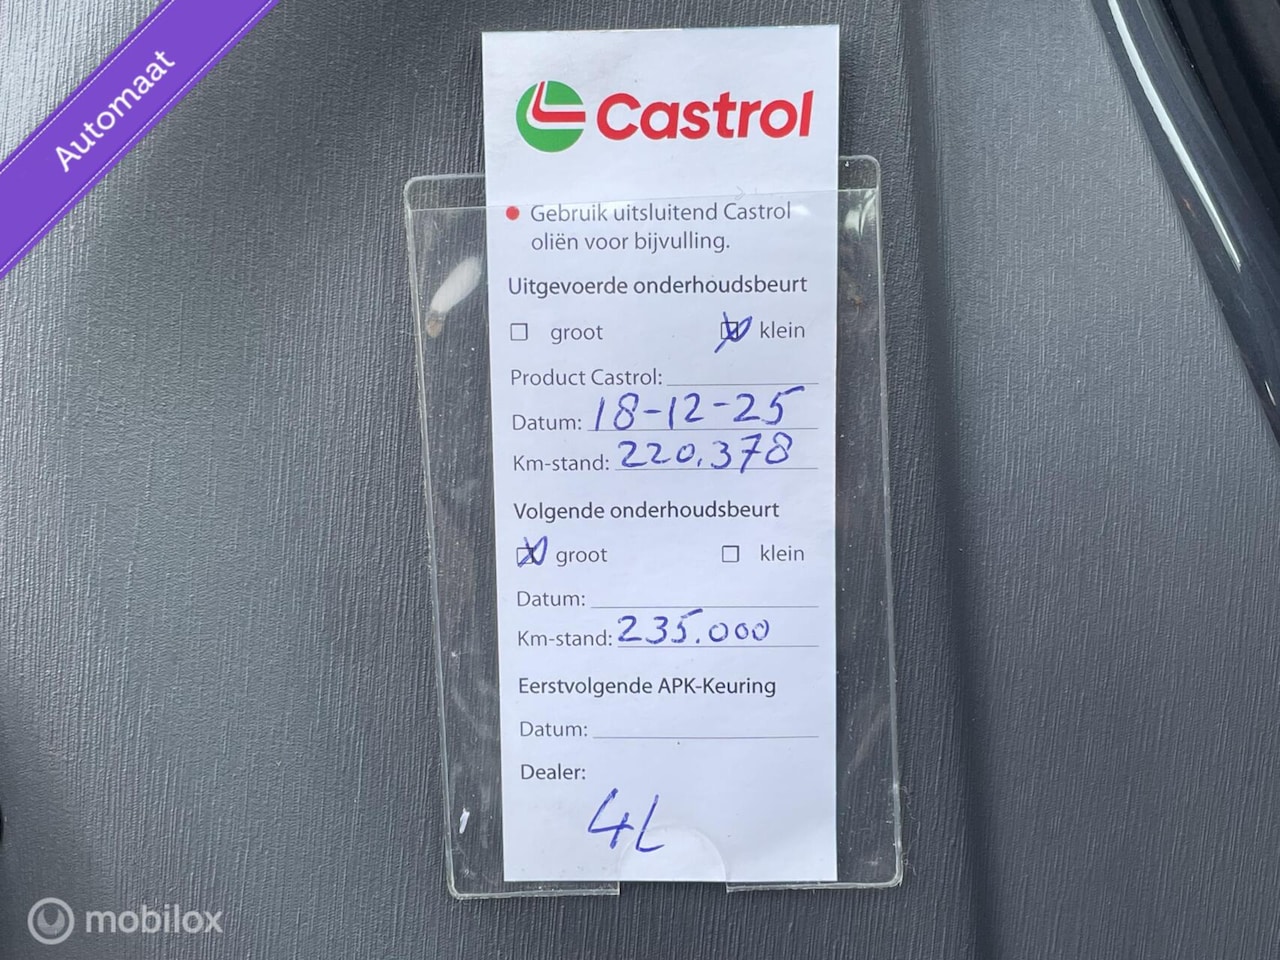 Automaat
Castrol
Gebruik uitsluitend Castrol
oliën voor bijvulling.
Uitgevoerde onderhoudsbeurt
groot klein
Product Castrol:
Datum: 18-12-25
Km-stand: 220.378
Volgende onderhoudsbeurt
groot klein
Datum:
Km-stand: 235.000
Eerstvolgende APK-Keuring
Datum:
Dealer:
4L
mobilox